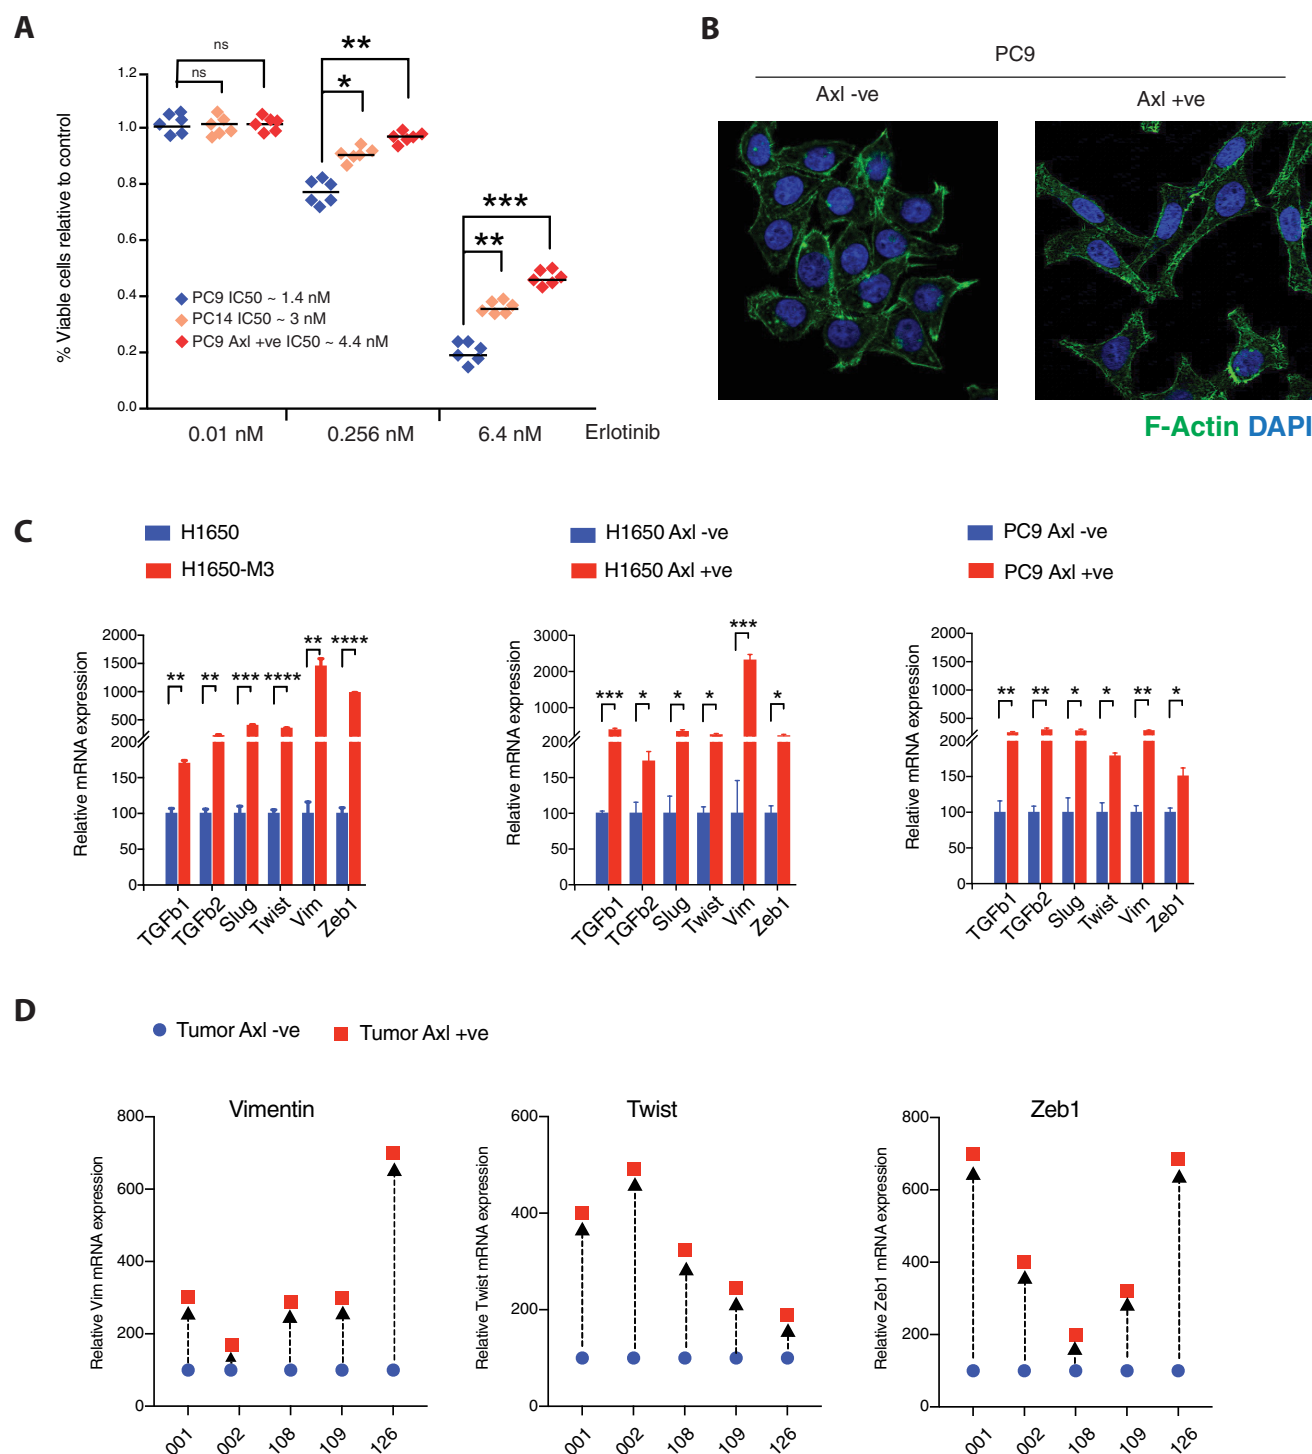 A
ns
ns
*
**
**
***
% Viable cells relative to control
1.2
1.0
0.8
0.6
0.4
0.2
0.0
PC9 IC50 ~ 1.4 nM
PC14 IC50 ~ 3 nM
PC9 Axl +ve IC50 ~ 4.4 nM
0.01 nM 0.256 nM 6.4 nM Erlotinib
B
PC9
Axl -ve Axl +ve
F-Actin DAPI
C
H1650
H1650-M3
Relative mRNA expression
2000
1500
1000
500
200
150
100
50
0
** ** *** **** ** ****
TGFb1 TGFb2 Slug Twist Vim Zeb1
H1650 Axl -ve
H1650 Axl +ve
Relative mRNA expression
3000
2000
1000
200
150
100
50
0
*** * * * *** *
TGFb1 TGFb2 Slug Twist Vim Zeb1
PC9 Axl -ve
PC9 Axl +ve
Relative mRNA expression
2000
1500
1000
500
200
150
100
50
0
** ** * * ** *
TGFb1 TGFb2 Slug Twist Vim Zeb1
D
Tumor Axl -ve Tumor Axl +ve
Vimentin
Relative Vim mRNA expression
800
600
400
200
0
001 002 108 109 126
Twist
Relative Twist mRNA expression
600
400
200
0
001 002 108 109 126
Zeb1
Relative Zeb1 mRNA expression
800
600
400
200
0
001 002 108 109 126